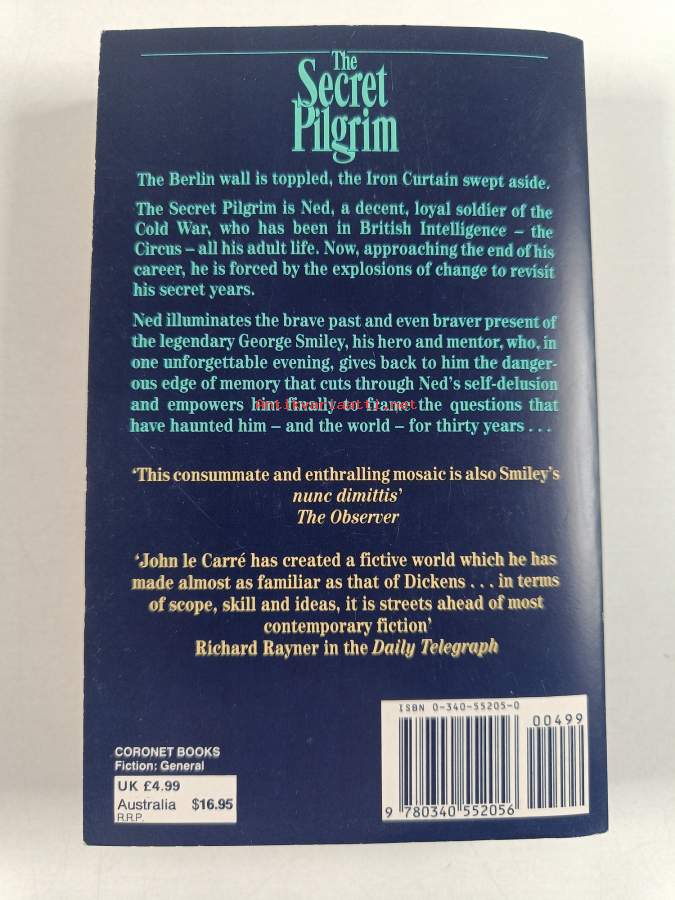 The
Secret
Pilgrim
The Berlin wall is toppled, the Iron Curtain swept aside.
The Secret Pilgrim is Ned, a decent, loyal soldier of the
Cold War, who has been in British Intelligence – the
Circus – all his adult life. Now, approaching the end of his
career, he is forced by the explosions of change to revisit
his secret years.
Ned illuminates the brave past and even braver present of
the legendary George Smiley, his hero and mentor, who, in
one unforgettable evening, gives back to him the danger-
ous edge of memory that cuts through Ned's self-delusion
and empowers him finally to frame the questions that
have haunted him – and the world – for thirty years . . .
Antikvariaatti.net
‘This consummate and enthralling mosaic is also Smiley's
nunc dimittis’
The Observer
‘John le Carré has created a fictive world which he has
made almost as familiar as that of Dickens . . . in terms
of scope, skill and ideas, it is streets ahead of most
contemporary fiction’
Richard Rayner in the Daily Telegraph
ISBN 0-340-55205-0
00499
9 780340 552056
CORONET BOOKS
Fiction: General
UK £4.99
Australia $16.95
R.R.P.